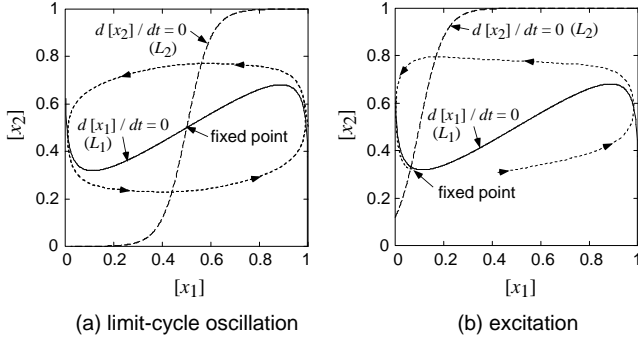 1
0.8
0.6
0.4
0.2
0
[x2]
d [x2] / dt = 0
(L2)
d [x1] / dt = 0
(L1)
fixed point
0 0.2 0.4 0.6 0.8 1
[x1]
(a) limit-cycle oscillation
1
0.8
0.6
0.4
0.2
0
[x2]
d [x2] / dt = 0 (L2)
d [x1] / dt = 0
(L1)
fixed point
0 0.2 0.4 0.6 0.8 1
[x1]
(b) excitation